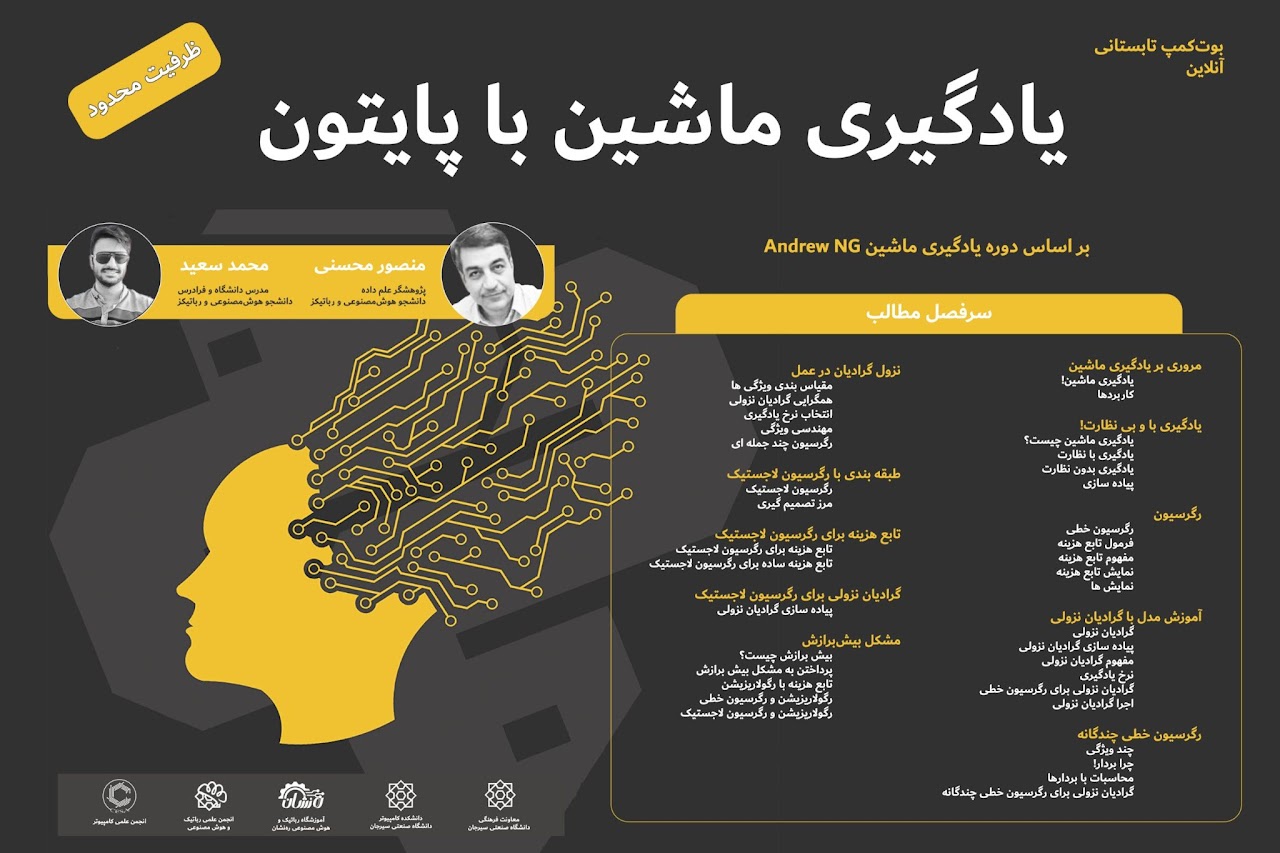 بوت‌کمپ تابستانی
آنلاین
ظرفیت محدود
یادگیری ماشین با پایتون
بر اساس دوره یادگیری ماشین Andrew NG
منصور محسنی
پژوهشگر علم داده
دانشجو هوش‌مصنوعی و رباتیکز
محمد سعید
مدرس دانشگاه و فرادرس
دانشجو هوش‌مصنوعی و رباتیکز
سرفصل مطالب
مروری بر یادگیری ماشین
یادگیری ماشین!
کاربردها
یادگیری با و بی نظارت!
یادگیری ماشین چیست؟
یادگیری با نظارت
یادگیری بدون نظارت
پیاده سازی
رگرسیون
رگرسیون خطی
فرمول تابع هزینه
مفهوم تابع هزینه
نمایش تابع هزینه
نمایش ها
آموزش مدل با گرادیان نزولی
گرادیان نزولی
پیاده سازی گرادیان نزولی
مفهوم گرادیان نزولی
نرخ یادگیری
گرادیان نزولی برای رگرسیون خطی
اجرا گرادیان نزولی
رگرسیون خطی چندگانه
چند ویژگی
چرا بردار!
محاسبات با بردارها
گرادیان نزولی برای رگرسیون خطی چندگانه
نزول گرادیان در عمل
مقیاس بندی ویژگی ها
همگرایی گرادیان نزولی
انتخاب نرخ یادگیری
مهندسی ویژگی
رگرسیون چند جمله ای
طبقه بندی با رگرسیون لاجستیک
رگرسیون لاجستیک
مرز تصمیم گیری
تابع هزینه برای رگرسیون لاجستیک
تابع هزینه برای رگرسیون لاجستیک
تابع هزینه ساده برای رگرسیون لاجستیک
گرادیان نزولی برای رگرسیون لاجستیک
پیاده سازی گرادیان نزولی
مشکل بیش‌برازش
بیش برازش چیست؟
پرداختن به مشکل بیش برازش
تابع هزینه با رگولاریزیشن
رگولاریزیشن و رگرسیون خطی
رگولاریزیشن و رگرسیون لاجستیک
معاونت فرهنگی
دانشگاه صنعتی سیرجان
دانشکده کامپیوتر
دانشگاه صنعتی سیرجان
آموزشگاه رباتیک و
هوش مصنوعی ره‌نشان
انجمن علمی رباتیک
و هوش مصنوعی
انجمن علمی کامپیوتر